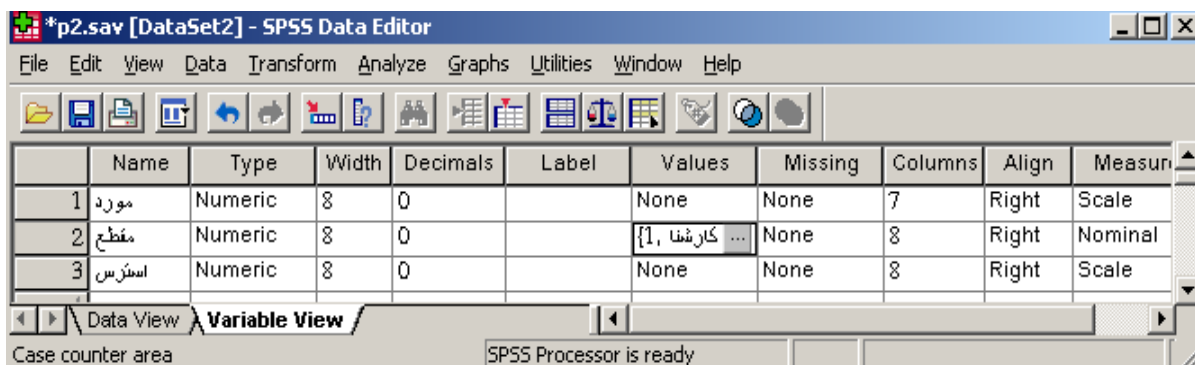 *p2.sav [DataSet2] - SPSS Data Editor
File Edit View Data Transform Analyze Graphs Utilities Window Help
Name Type Width Decimals Label Values Missing Columns Align Measure
1 مورد Numeric 8 0 None None 7 Right Scale
2 مقطع Numeric 8 0 {1, کارشنا ... None 8 Right Nominal
3 استرس Numeric 8 0 None None 8 Right Scale
Data View Variable View
Case counter area SPSS Processor is ready